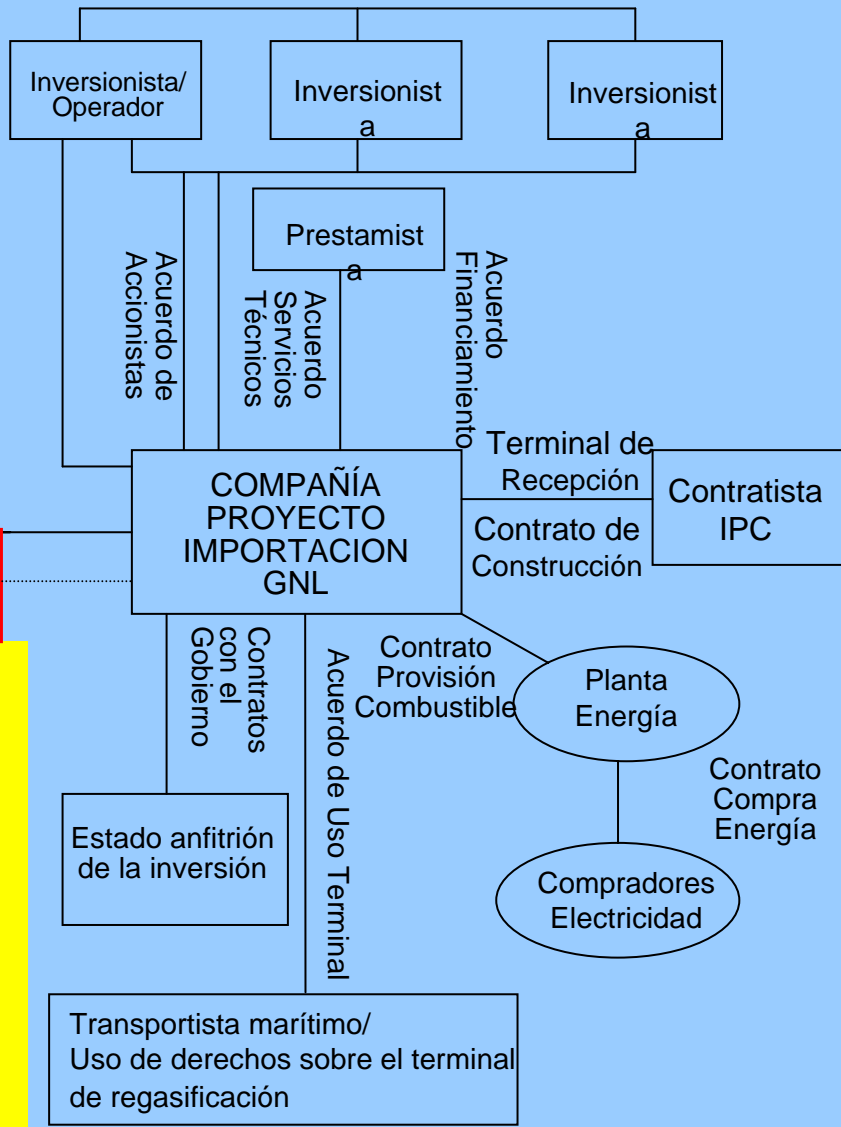 Inversionista/
Operador
Inversionist
a
Inversionist
a
Prestamist
a
Acuerdo de
Accionistas
Acuerdo
Servicios
Técnicos
Acuerdo
Financiamiento
COMPAÑÍA
PROYECTO
IMPORTACION
GNL
Terminal de
Recepción
Contrato de
Construcción
Contratista
IPC
Contratos
con el
Gobierno
Acuerdo de Uso Terminal
Contrato
Provisión
Combustible
Planta
Energía
Contrato
Compra
Energía
Estado anfitrión
de la inversión
Compradores
Electricidad
Transportista marítimo/
Uso de derechos sobre el terminal
de regasificación